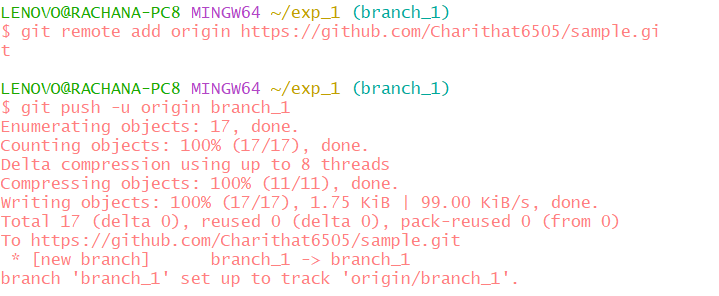 LENOVO@RACHANA-PC8 MINGW64 ~/exp_1 (branch_1)
$ git remote add origin https://github.com/Charithat6505/sample.gi
t
LENOVO@RACHANA-PC8 MINGW64 ~/exp_1 (branch_1)
$ git push -u origin branch_1
Enumerating objects: 17, done.
Counting objects: 100% (17/17), done.
Delta compression using up to 8 threads
Compressing objects: 100% (11/11), done.
Writing objects: 100% (17/17), 1.75 KiB | 99.00 KiB/s, done.
Total 17 (delta 0), reused 0 (delta 0), pack-reused 0 (from 0)
To https://github.com/Charithat6505/sample.git
 * [new branch]      branch_1 -> branch_1
branch 'branch_1' set up to track 'origin/branch_1'.